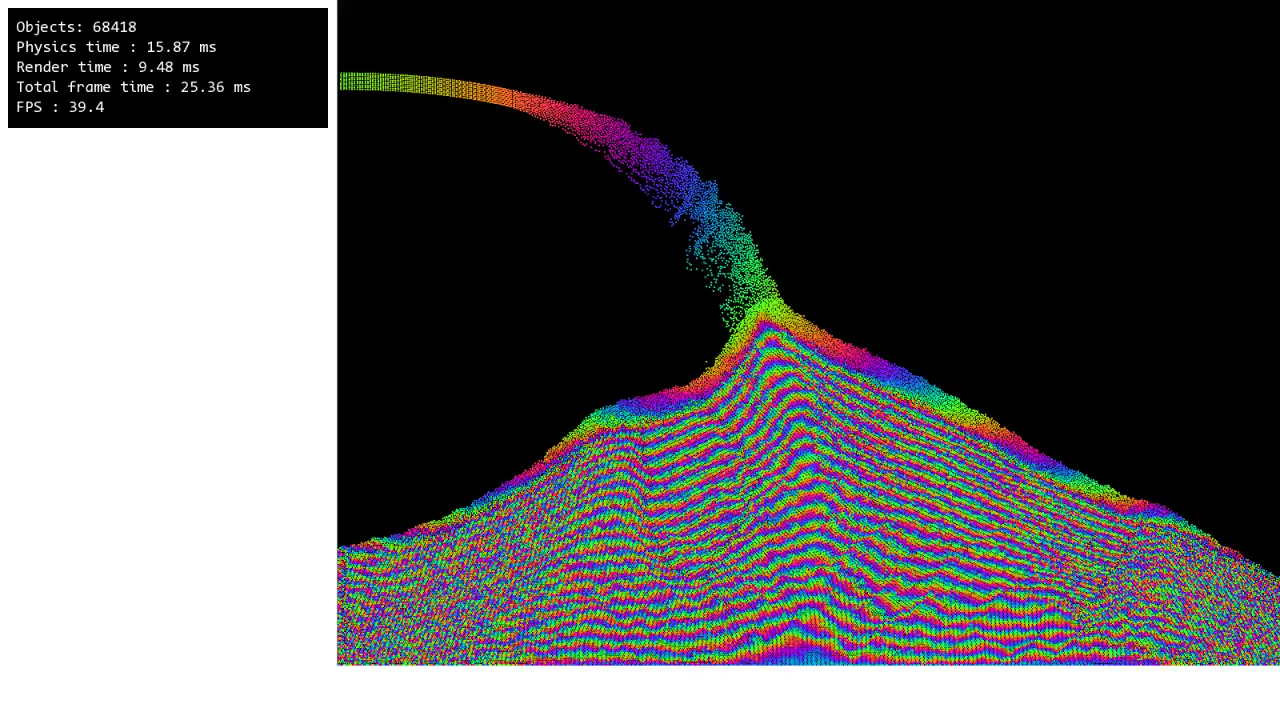 Objects: 68418
Physics time : 15.87 ms
Render time : 9.48 ms
Total frame time : 25.36 ms
FPS : 39.4